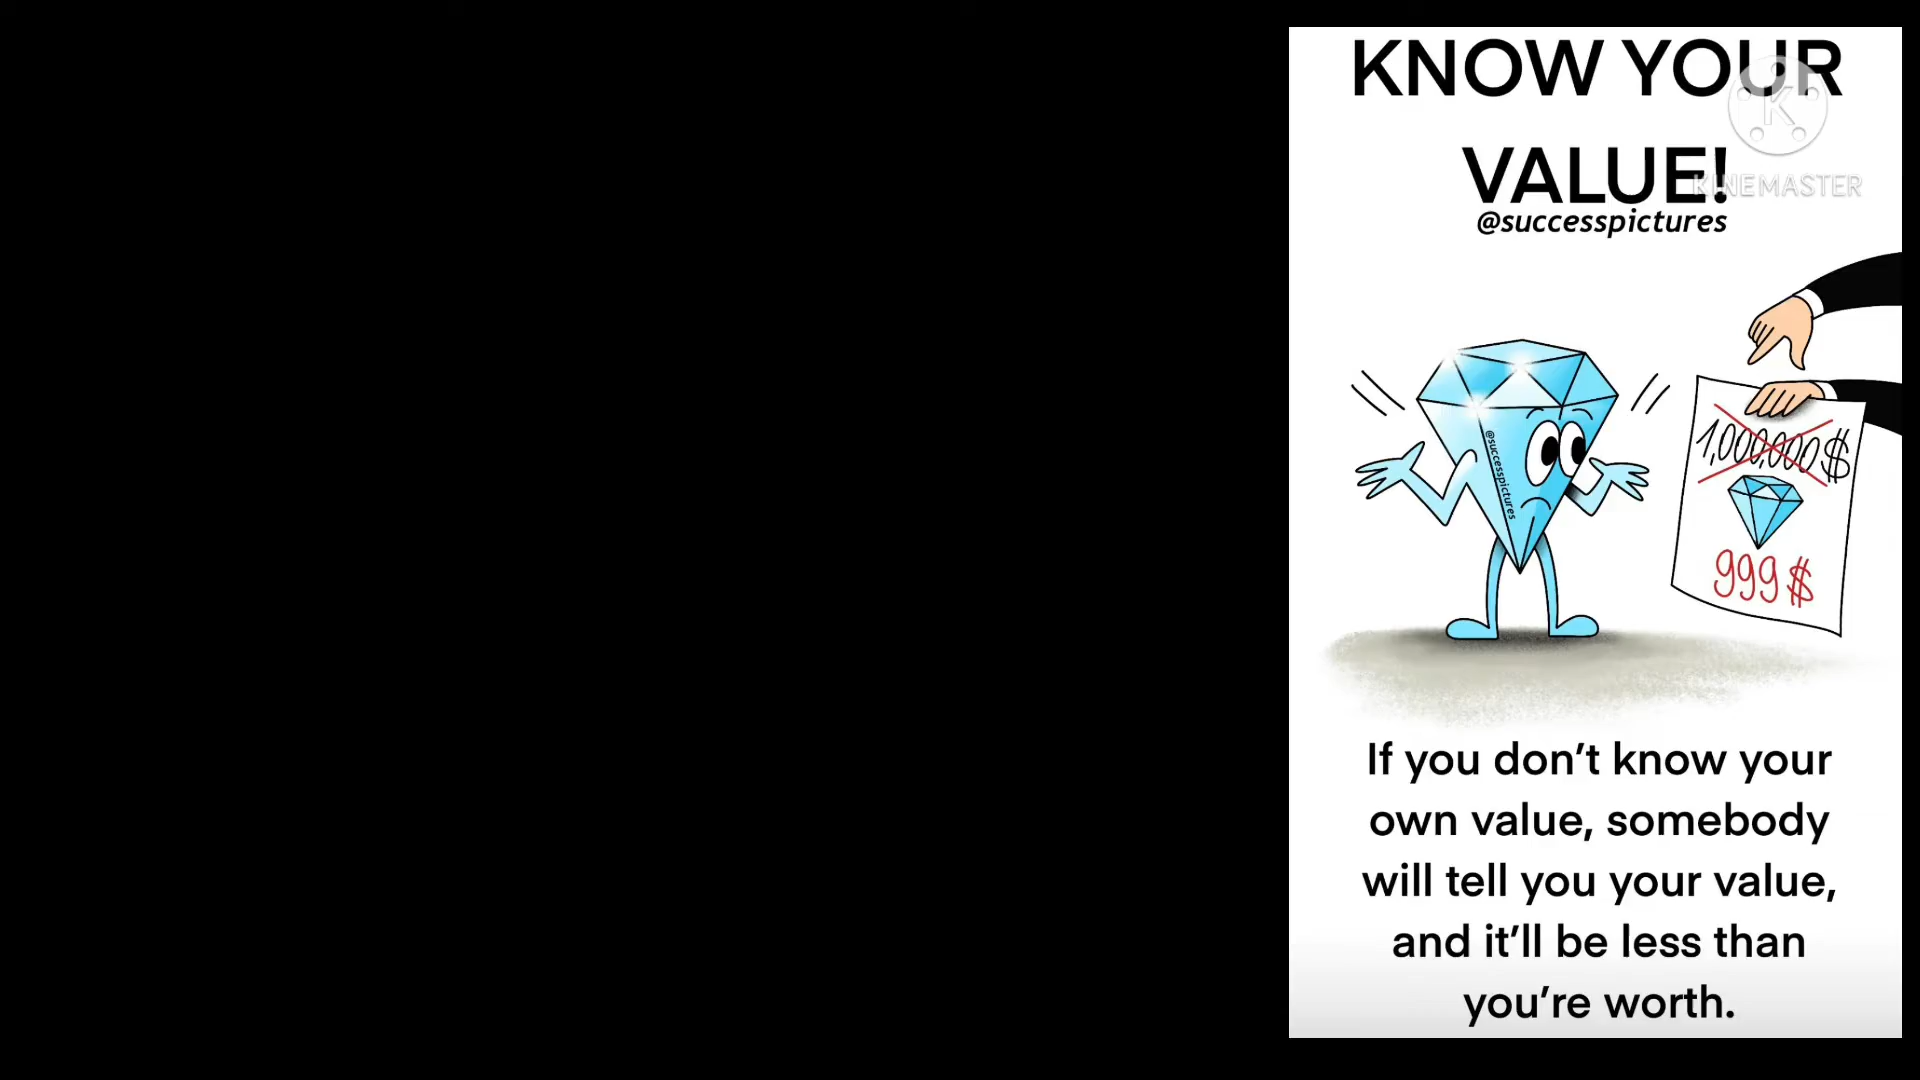 KNOW YOUR
VALUE!
KINEMASTER
@successpictures
1,000,000$
@successpictures
999$
If you don’t know your
own value, somebody
will tell you your value,
and it’ll be less than
you’re worth.